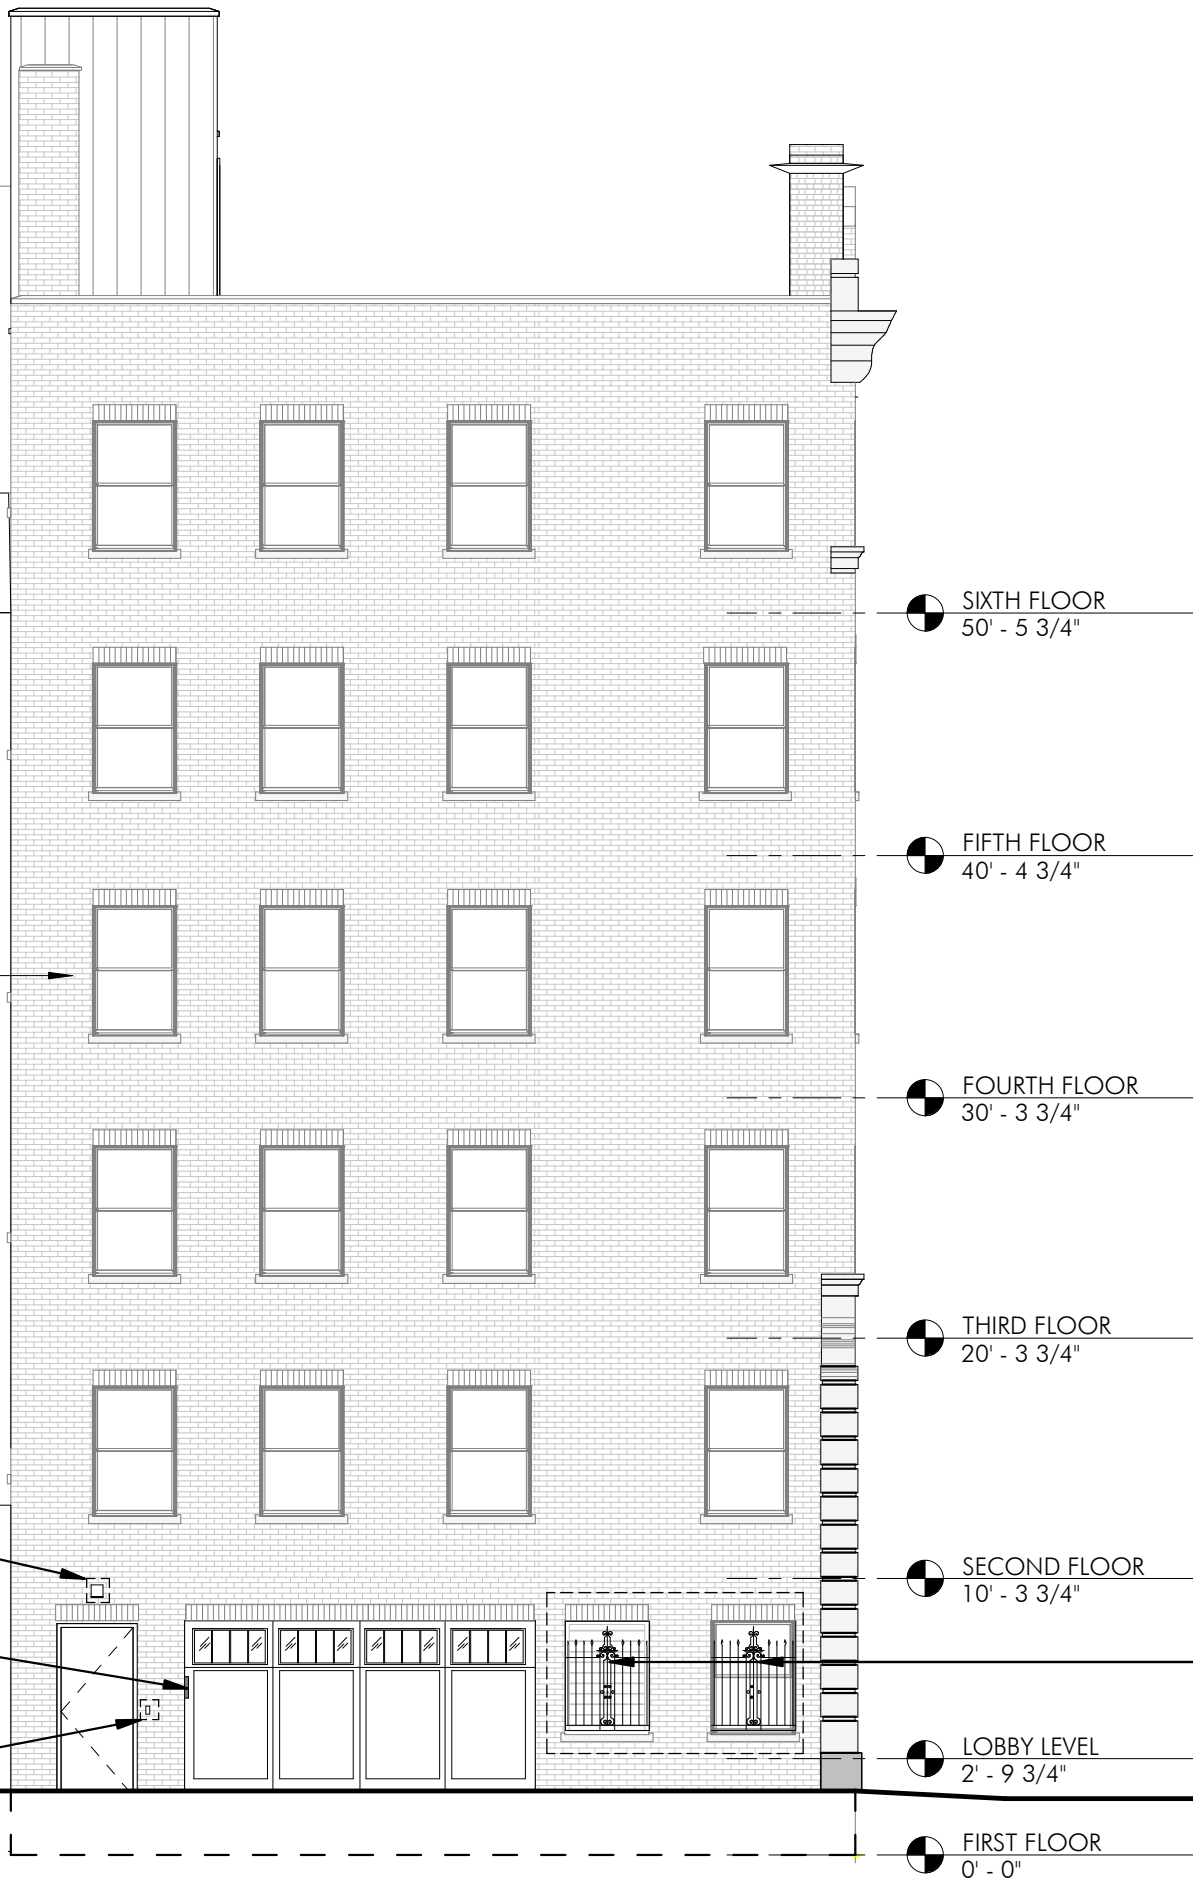 SIXTH FLOOR
50' - 5 3/4"
FIFTH FLOOR
40' - 4 3/4"
FOURTH FLOOR
30' - 3 3/4"
THIRD FLOOR
20' - 3 3/4"
SECOND FLOOR
10' - 3 3/4"
LOBBY LEVEL
2' - 9 3/4"
FIRST FLOOR
0' - 0"